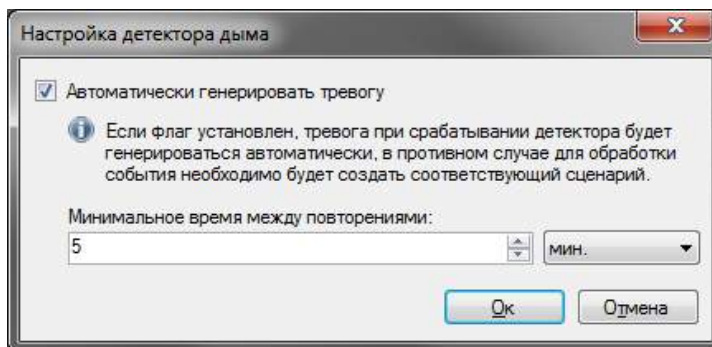 Настройка детектора дыма
Автоматически генерировать тревогу
Если флаг установлен, тревога при срабатывании детектора будет
генерироваться автоматически, в противном случае для обработки
события необходимо будет создать соответствующий сценарий.
Минимальное время между повторениями:
5 мин.
Ок Отмена